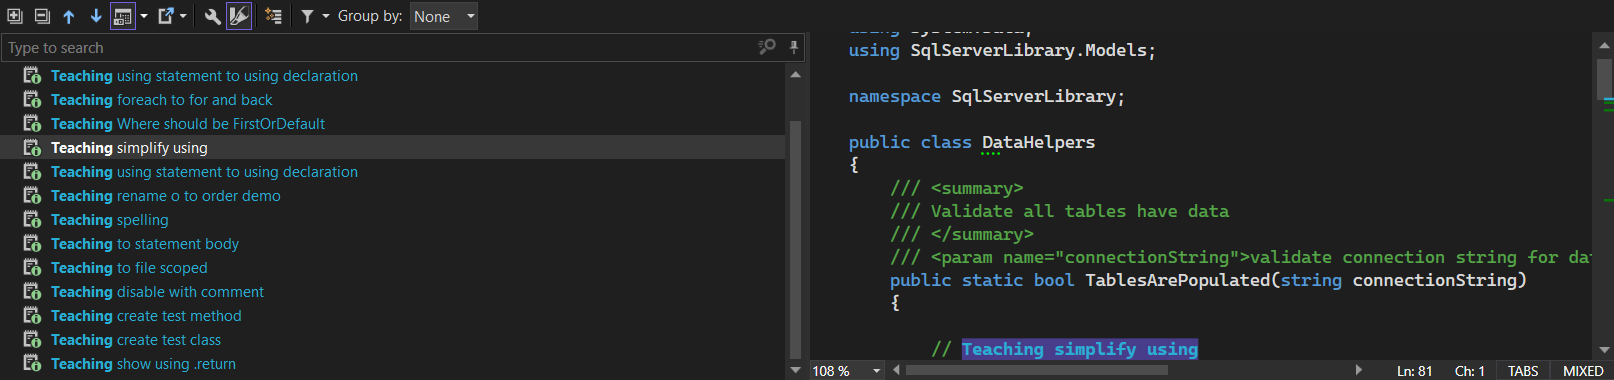 Group by: None
Type to search
Teaching using statement to using declaration
Teaching foreach to for and back
Teaching Where should be FirstOrDefault
Teaching simplify using
Teaching using statement to using declaration
Teaching rename o to order demo
Teaching spelling
Teaching to statement body
Teaching to file scoped
Teaching disable with comment
Teaching create test method
Teaching create test class
Teaching show using .return
using System.Data;
using SqlServerLibrary.Models;
namespace SqlServerLibrary;
public class DataHelpers
{
/// <summary>
/// Validate all tables have data
/// </summary>
/// <param name="connectionString">validate connection string for da
public static bool TablesArePopulated(string connectionString)
{
// Teaching simplify using
108 % Ln: 81 Ch: 1 TABS MIXED